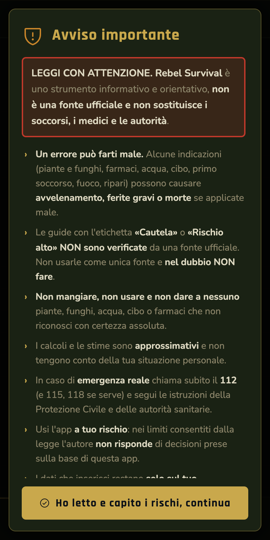 Avviso importante
LEGGI CON ATTENZIONE. Rebel Survival è
uno strumento informativo e orientativo, non
è una fonte ufficiale e non sostituisce i
soccorsi, i medici e le autorità.
› Un errore può farti male. Alcune indicazioni
(piante e funghi, farmaci, acqua, cibo, primo
soccorso, fuoco, ripari) possono causare
avvelenamento, ferite gravi o morte se applicate
male.
› Le guide con l'etichetta «Cautela» o «Rischio
alto» NON sono verificate da una fonte ufficiale.
Non usarle come unica fonte e nel dubbio NON
fare.
› Non mangiare, non usare e non dare a nessuno
piante, funghi, acqua, cibo o farmaci che non
riconosci con certezza assoluta.
› I calcoli e le stime sono approssimativi e non
tengono conto della tua situazione personale.
› In caso di emergenza reale chiama subito il 112
(e 115, 118 se serve) e segui le istruzioni della
Protezione Civile e delle autorità sanitarie.
› Usi l'app a tuo rischio: nei limiti consentiti dalla
legge l'autore non risponde di decisioni prese
sulla base di questa app.
› I dati che inserisci restano solo sul tuo
Ho letto e capito i rischi, continua